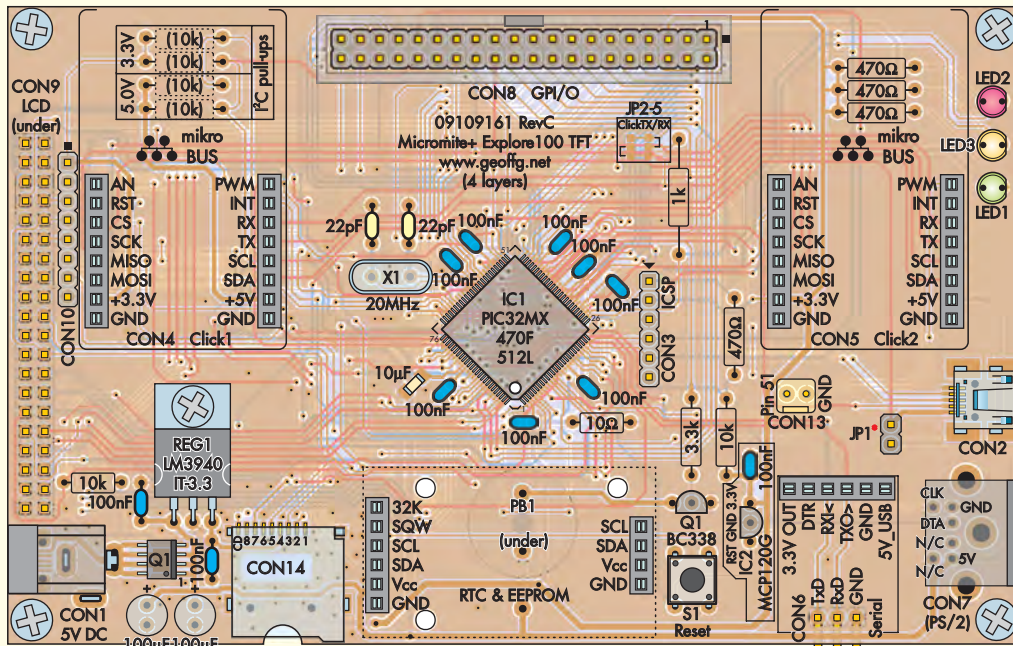 CON9
LCD
(under)
3.3V
5.0V
(10k)
(10k)
(10k)
(10k)
I²C pull-ups
mikro
BUS
1
CON8 GPI/O
09109161 RevC
Micromite+ Explore100 TFT
www.geoffg.net
(4 layers)
JP2-5
ClickTX/RX
1k
470Ω
470Ω
470Ω
mikro
BUS
LED2
LED3
LED1
AN
RST
CS
SCK
MISO
MOSI
+3.3V
GND
PWM
INT
RX
TX
SCL
SDA
+5V
GND
CON10
CON4 Click1
22pF
22pF
X1
20MHz
100nF
100nF
100nF
100nF
100nF
51
26
76
IC1
PIC32MX
470F
512L
ICSP
CON3
470Ω
AN
RST
CS
SCK
MISO
MOSI
+3.3V
GND
PWM
INT
RX
TX
SCL
SDA
+5V
GND
CON5 Click2
10µF
100nF
100nF
100nF
10Ω
3.3k
10k
Pin 51
GND
CON13
JP1
CON2
REG1
LM3940
IT3.3
10k
100nF
Q1
100nF
CON1
5V DC
+
+
100µF
100µF
87654321
CON14
32K
SQW
SCL
SDA
Vcc
GND
PB1
(under)
RTC & EEPROM
SCL
SDA
Vcc
GND
Q1
BC338
S1
Reset
RST GND 3.3V
IC2
MCP120G
100nF
3.3V OUT
DTR
RXI<
TXO>
GND
5V_USB
CON6
TxD
RxD
GND
Serial
CLK
DTA
N/C
N/C
GND
5V
CON7
(PS/2)